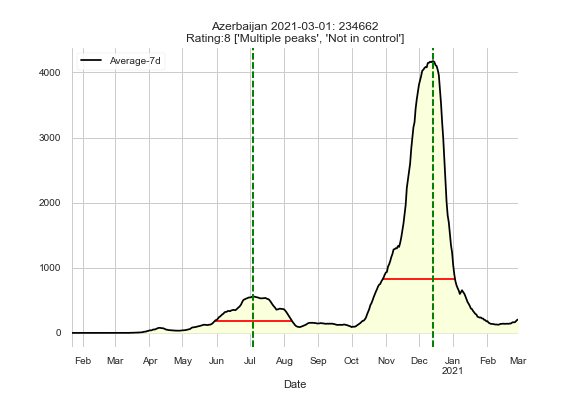 Azerbaijan 2021-03-01: 234662
Rating:8 ['Multiple peaks', 'Not in control']
Average-7d
4000
3000
2000
1000
0
Feb Mar Apr May Jun Jul Aug Sep Oct Nov Dec Jan Feb Mar
2021
Date